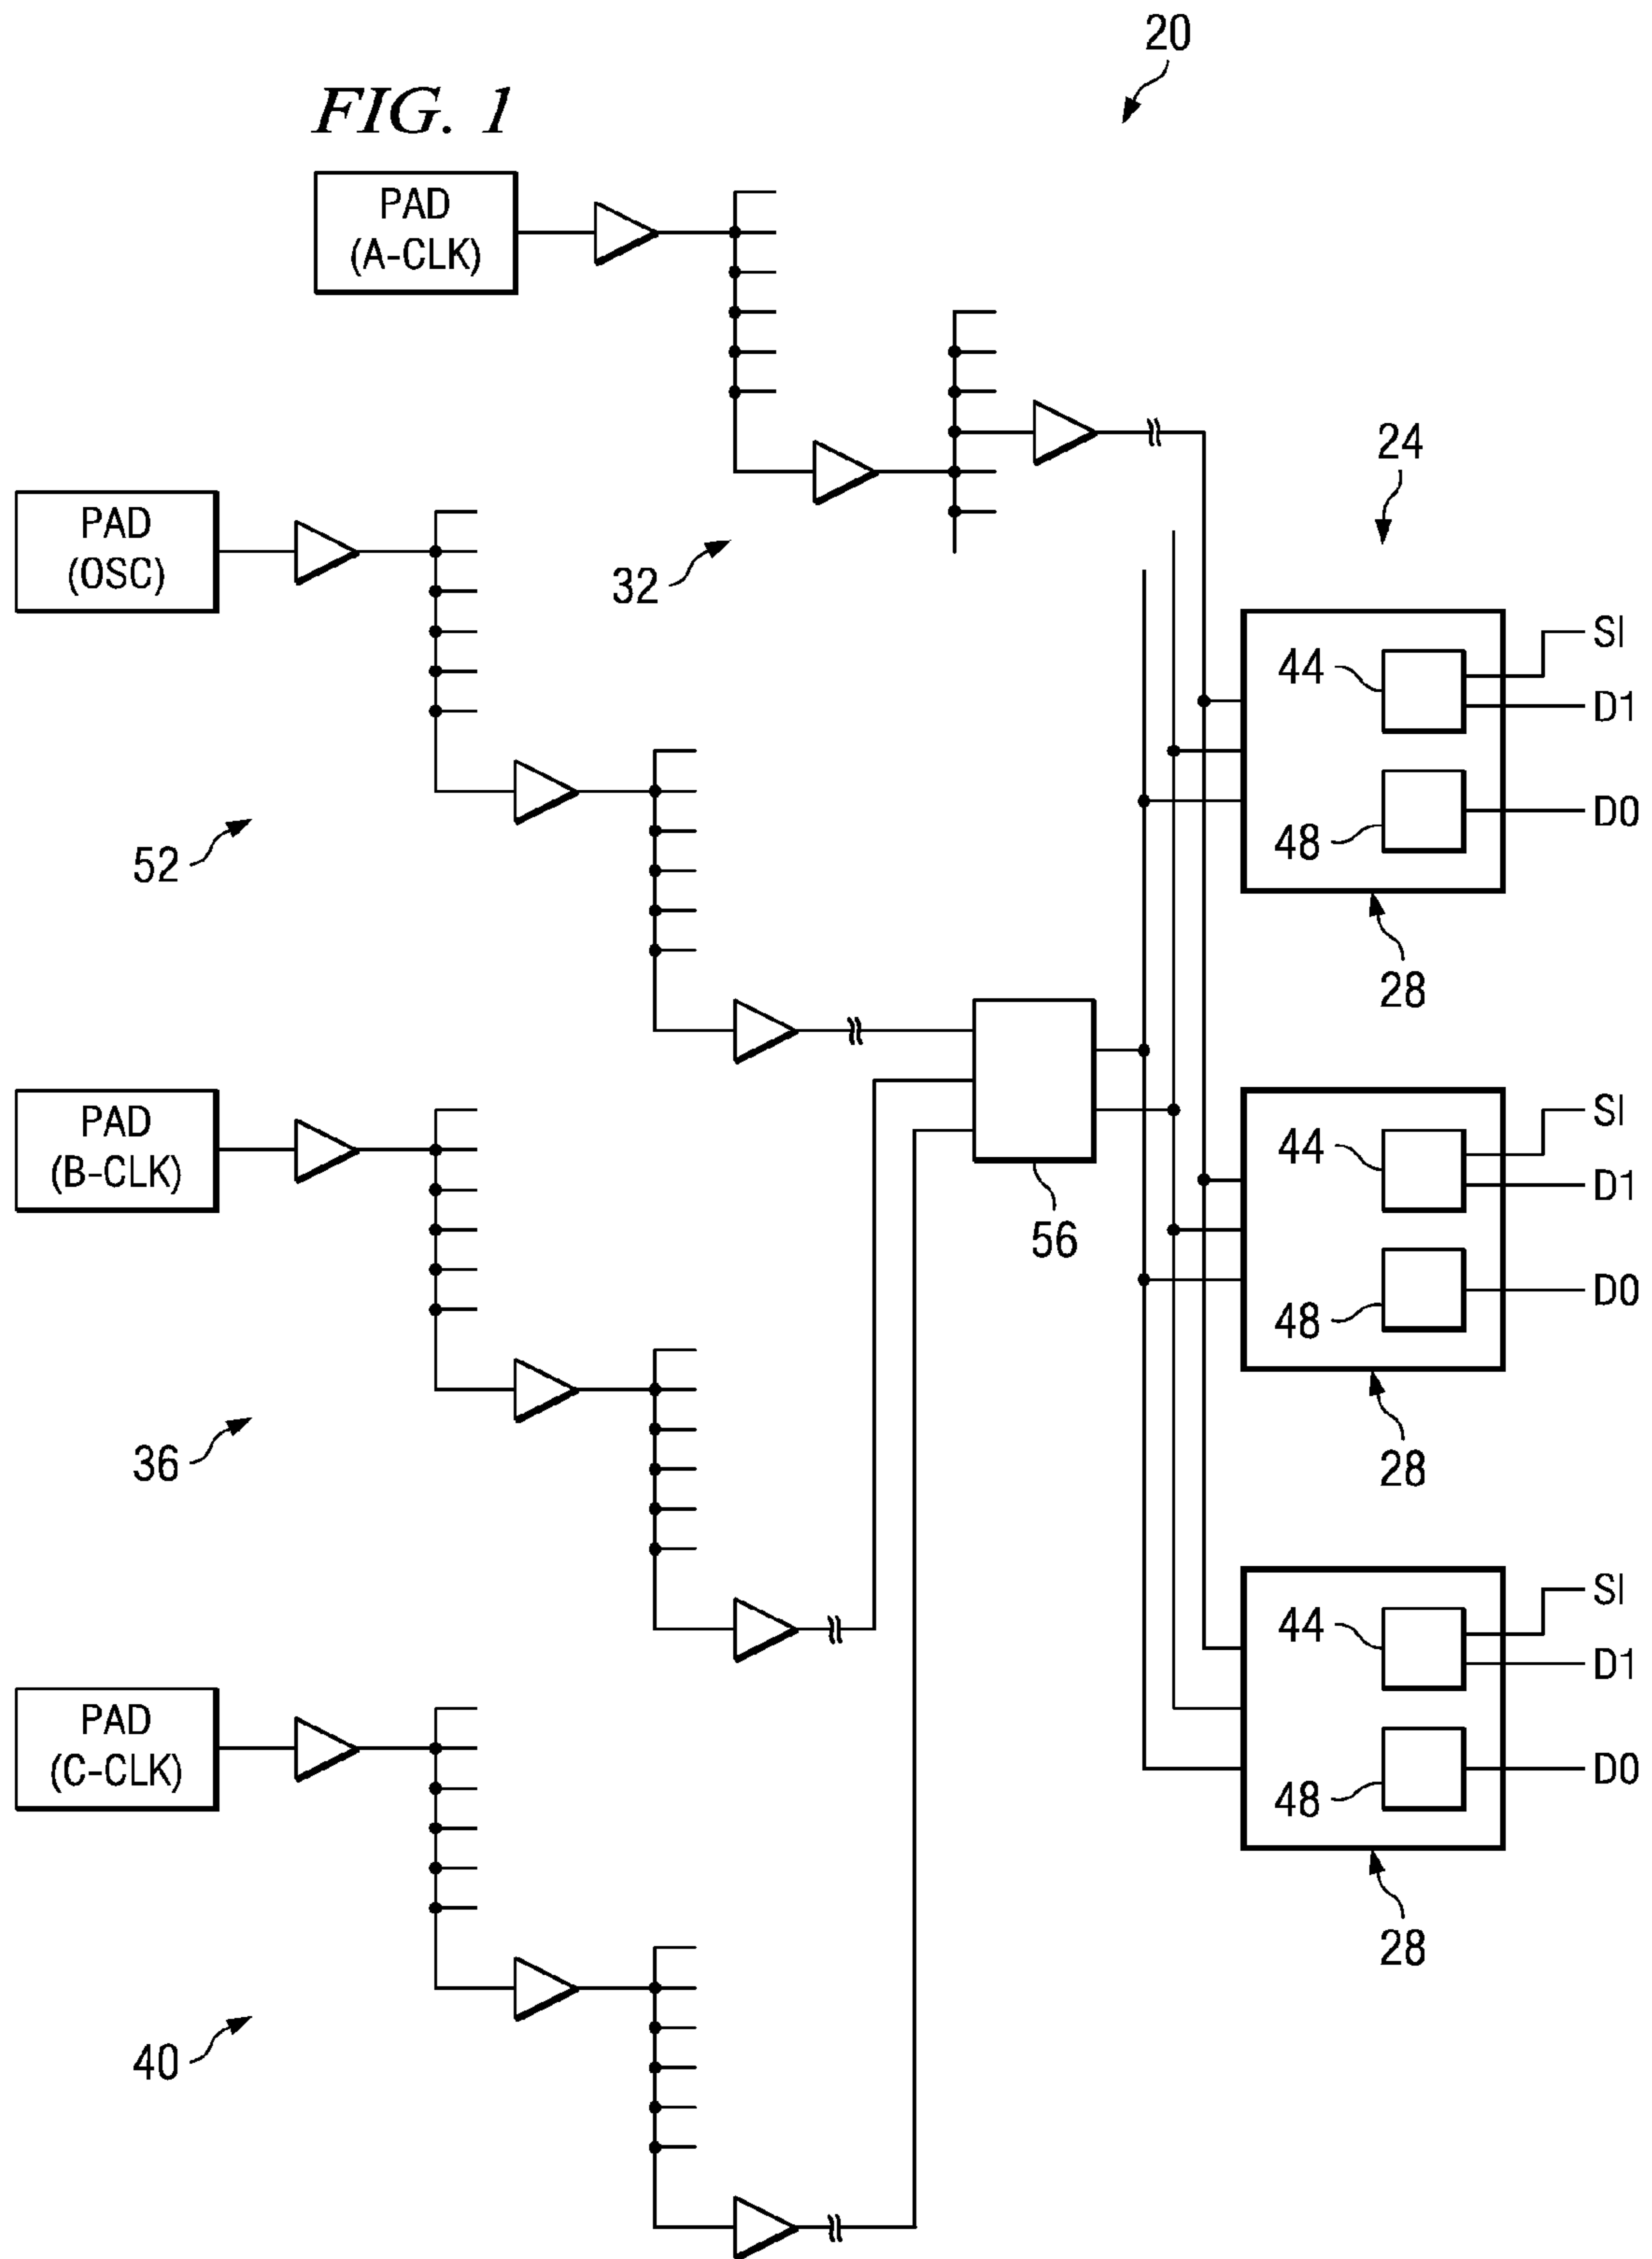 20
FIG. 1
PAD
(A-CLK)
24
PAD
(OSC)
32
SI
44
D1
D0
48
52
28
PAD
(B-CLK)
SI
44
D1
56
D0
48
36
28
SI
44
D1
PAD
(C-CLK)
D0
48
28
40